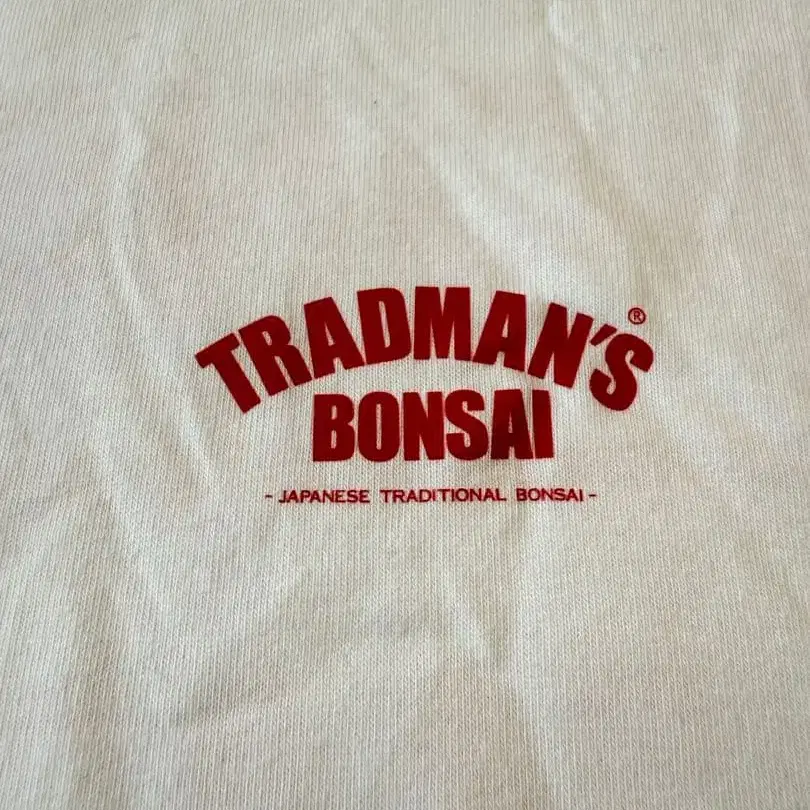 TRADMAN'S®
BONSAI
- JAPANESE TRADITIONAL BONSAI -